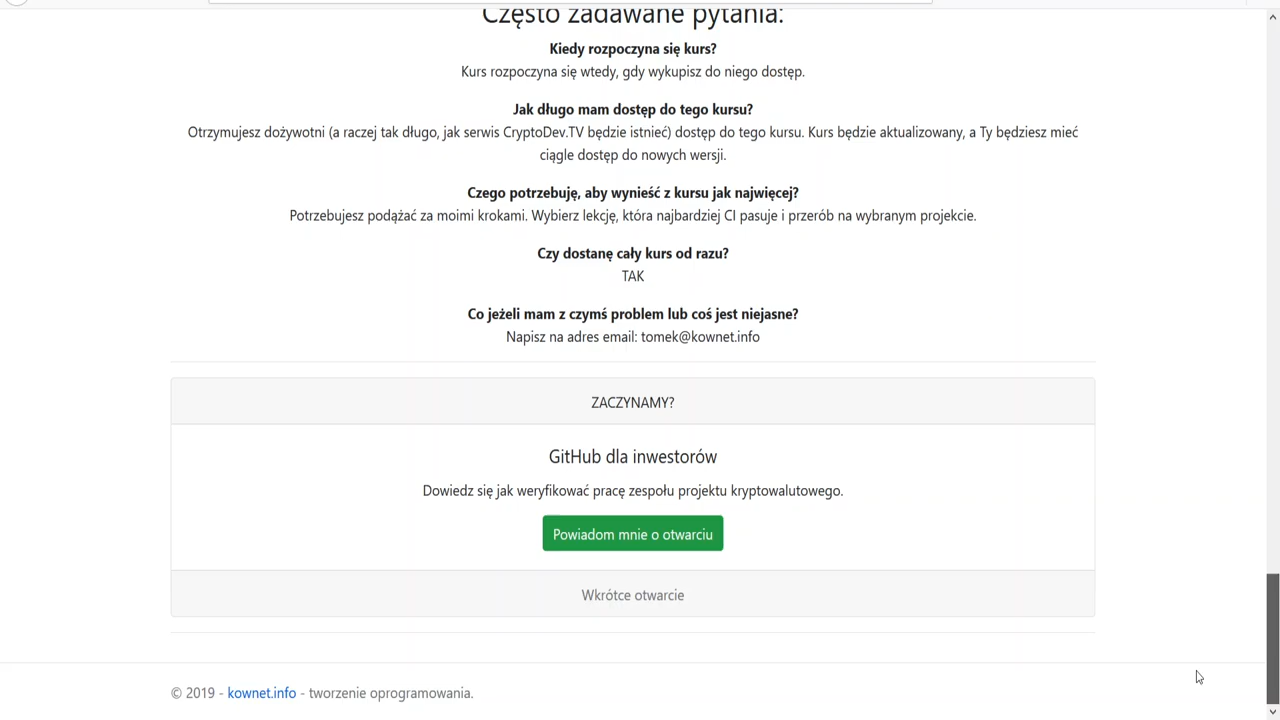 Często zadawane pytania:
Kiedy rozpoczyna się kurs?
Kurs rozpoczyna się wtedy, gdy wykupisz do niego dostęp.
Jak długo mam dostęp do tego kursu?
Otrzymujesz dożywotni (a raczej tak długo, jak serwis CryptoDev.TV będzie istnieć) dostęp do tego kursu. Kurs będzie aktualizowany, a Ty będziesz mieć
ciągle dostęp do nowych wersji.
Czego potrzebuję, aby wynieść z kursu jak najwięcej?
Potrzebujesz podążać za moimi krokami. Wybierz lekcję, która najbardziej CI pasuje i przerób na wybranym projekcie.
Czy dostanę cały kurs od razu?
TAK
Co jeżeli mam z czymś problem lub coś jest niejasne?
Napisz na adres email: tomek@kownet.info
ZACZYNAMY?
GitHub dla inwestorów
Dowiedz się jak weryfikować pracę zespołu projektu kryptowalutowego.
Powiadom mnie o otwarciu
Wkrótce otwarcie
© 2019 - kownet.info - tworzenie oprogramowania.